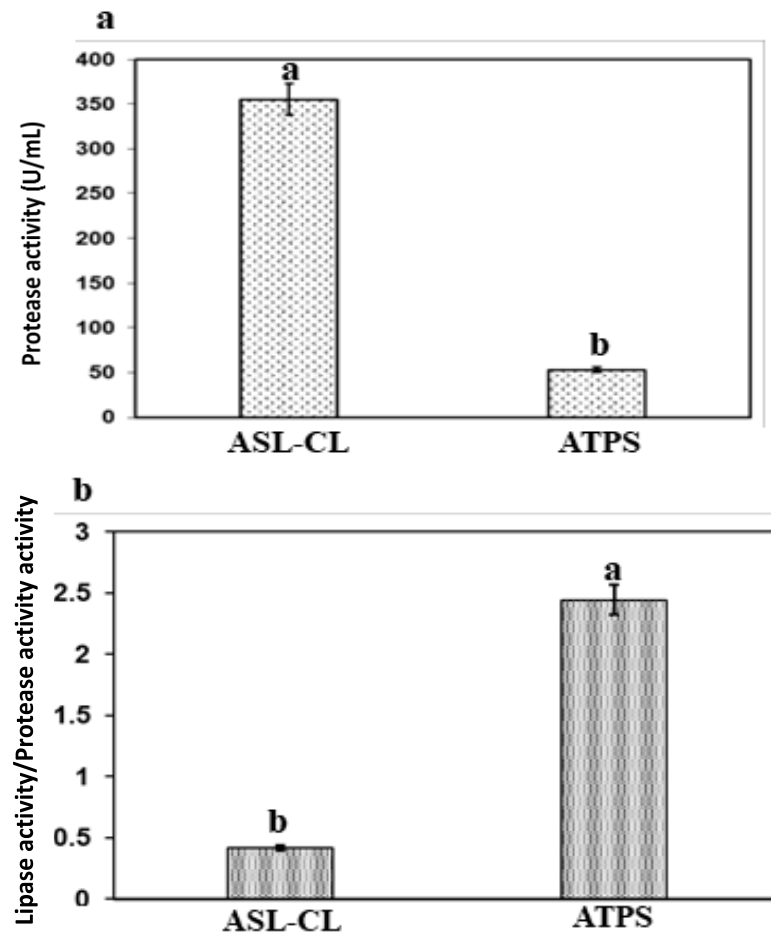 a
Protease activity (U/mL)
400
350
300
250
200
150
100
50
0
a
b
ASL-CL
ATPS
b
Lipase activity/Protease activity activity
3
2.5
2
1.5
1
0.5
0
b
a
ASL-CL
ATPS